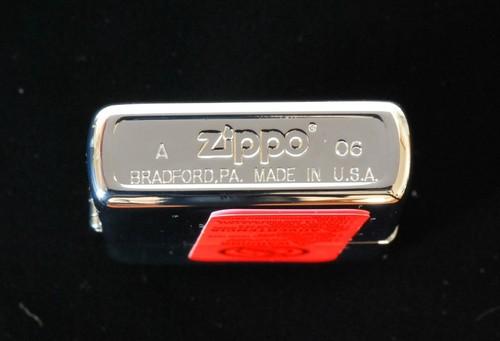 A zippo® 06
BRADFORD,PA. MADE IN U.S.A.